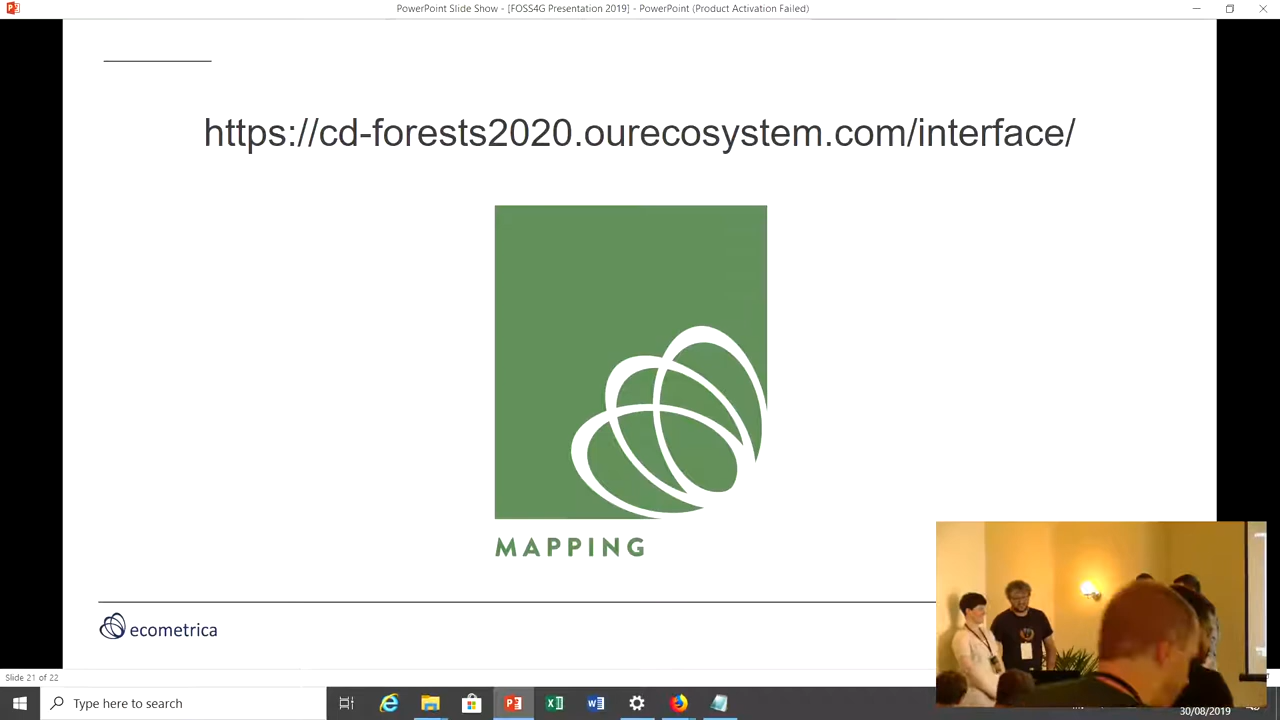 PowerPoint Slide Show - [FOSS4G Presentation 2019] - PowerPoint (Product Activation Failed)
https://cd-forests2020.ourecosystem.com/interface/
MAPPING
ecometrica
Slide 21 of 22
Type here to search
30/08/2019